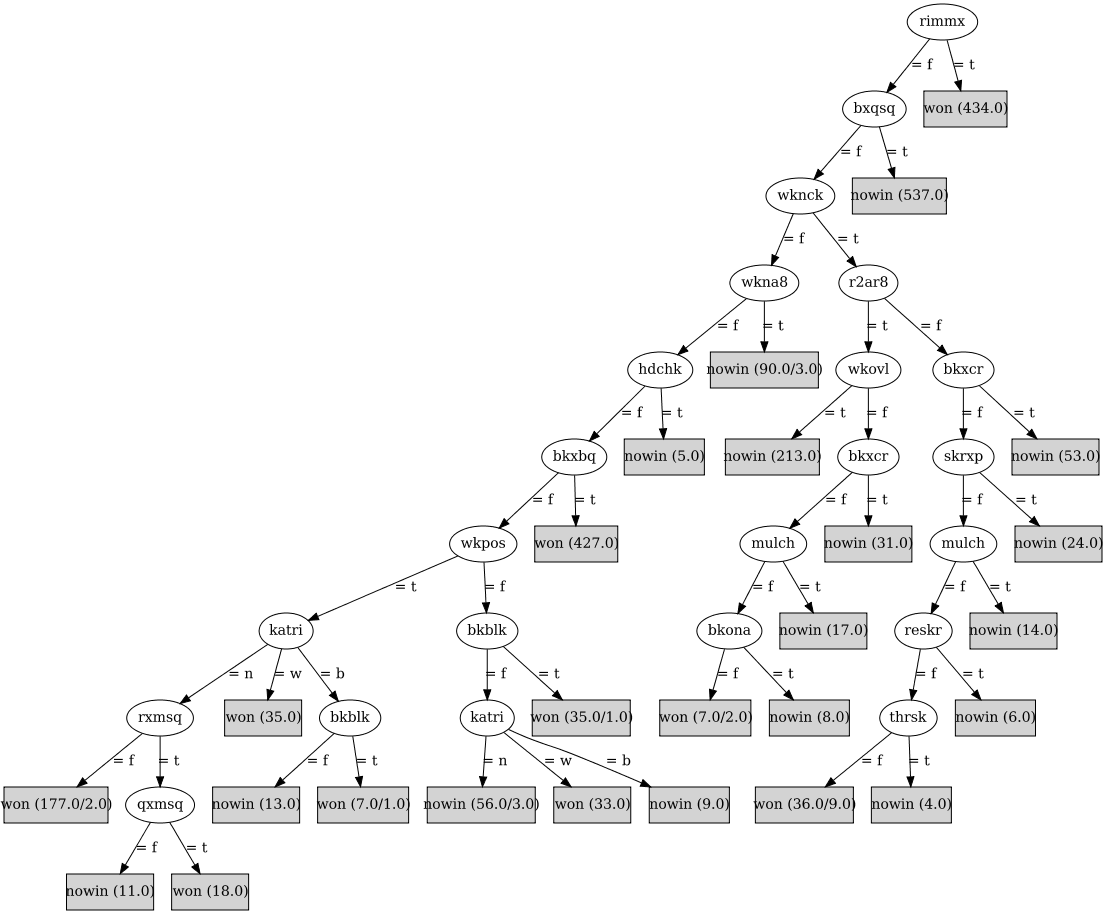 rimmx
= f
= t
bxqsq
won (434.0)
= f
= t
wknck
nowin (537.0)
= f
= t
wkna8
r2ar8
= f
= t
= t
= f
hdchk
nowin (90.0/3.0)
wkovl
bkxcr
= f
= t
= t
= f
= f
= t
bkxbq
nowin (5.0)
nowin (213.0)
bkxcr
skrxp
nowin (53.0)
= f
= t
= f
= t
= f
= t
wkpos
won (427.0)
mulch
nowin (31.0)
mulch
nowin (24.0)
= t
= f
= f
= t
= f
= t
katri
bkblk
bkona
nowin (17.0)
reskr
nowin (14.0)
= n
= w
= b
= f
= t
= f
= t
= f
= t
rxmsq
won (35.0)
bkblk
katri
won (35.0/1.0)
won (7.0/2.0)
nowin (8.0)
thrsk
nowin (6.0)
= f
= t
= f
= t
= n
= w
= b
= f
= t
won (177.0/2.0)
qxmsq
nowin (13.0)
won (7.0/1.0)
nowin (56.0/3.0)
won (33.0)
nowin (9.0)
won (36.0/9.0)
nowin (4.0)
= f
= t
nowin (11.0)
won (18.0)